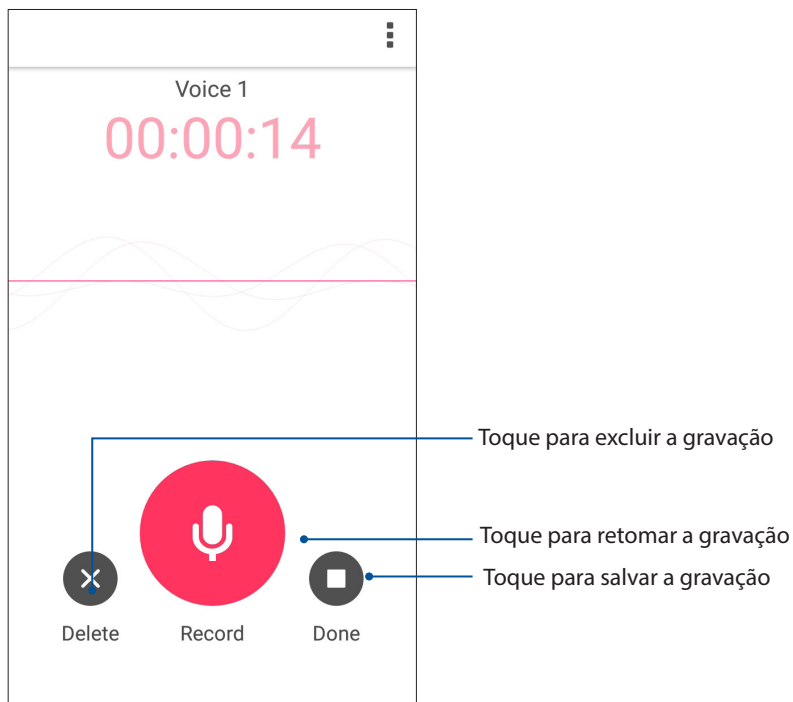 Voice 1
00:00:14
Toque para excluir a gravação
Toque para retomar a gravação
Toque para salvar a gravação
Delete
Record
Done